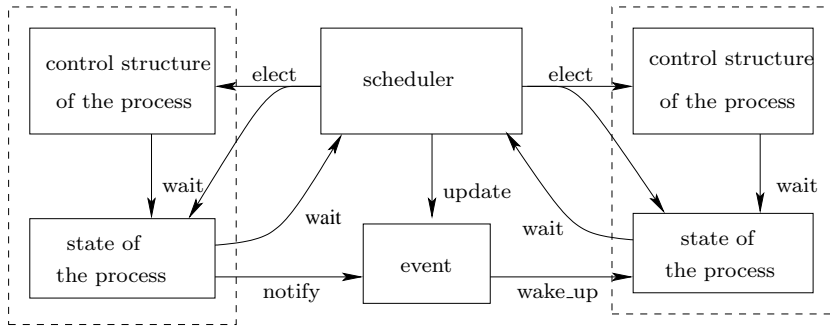 control structure
of the process
elect
scheduler
elect
control structure
of the process
wait
wait
update
wait
wait
state of
the process
notify
event
wake_up
state of
the process